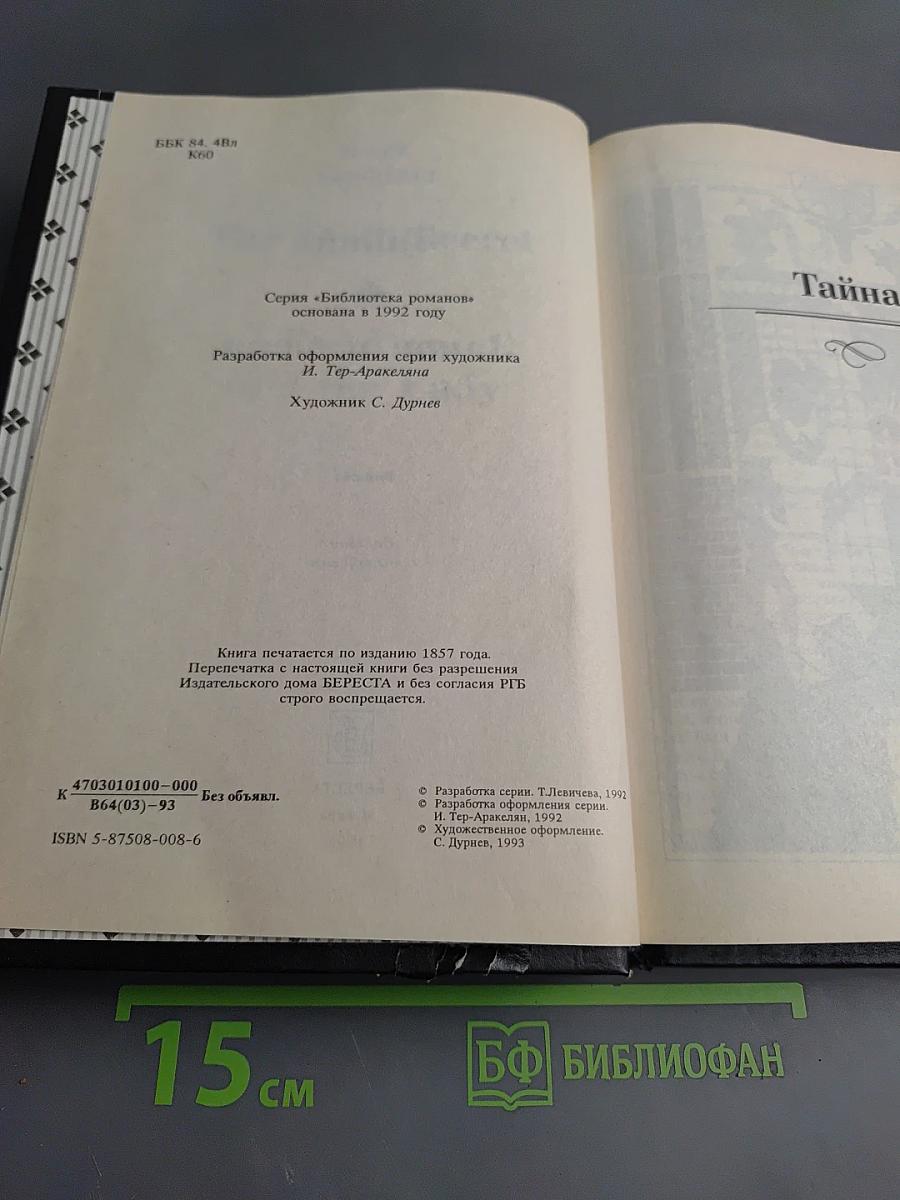 ББК 84. 4Вл
К60
Серия «Библиотека романов»
основана в 1992 году
Разработка оформления серии художника
И. Тер-Аракеляна
Художник С. Дурнев
Книга печатается по изданию 1857 года.
Перепечатка с настоящей книги без разрешения
Издательского дома БЕРЕСТА и без согласия РГБ
строго воспрещается.
К 4703010100–000
В64(03)–93 Без объявл.
ISBN 5-87508-008-6
© Разработка серии. Т.Левичева, 1992
© Разработка оформления серии.
И. Тер-Аракелян, 1992
© Художественное оформление.
С. Дурнев, 1993
Тайна
15 см
БФ БИБЛИОФАН